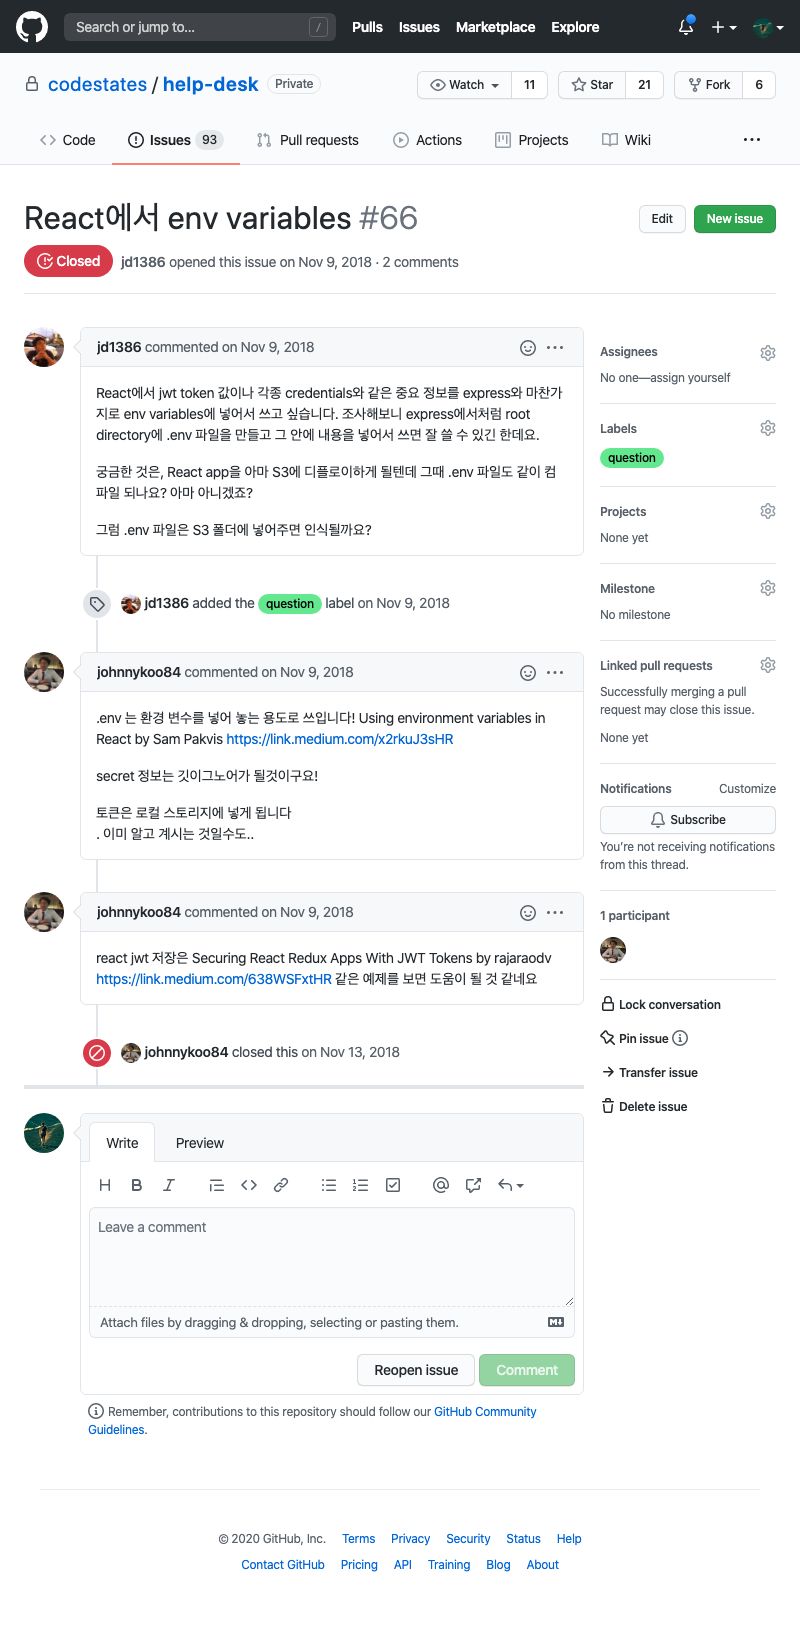 Search or jump to...
/
Pulls Issues Marketplace Explore
codestates / help-desk Private
Watch 11 Star 21 Fork 6
Code Issues 93 Pull requests Actions Projects Wiki
React에서 env variables #66
Edit New issue
Closed jd1386 opened this issue on Nov 9, 2018 · 2 comments
jd1386 commented on Nov 9, 2018
React에서 jwt token 값이나 각종 credentials와 같은 중요 정보를 express와 마찬가
지로 env variables에 넣어서 쓰고 싶습니다. 조사해보니 express에서처럼 root
directory에 .env 파일을 만들고 그 안에 내용을 넣어서 쓰면 잘 쓸 수 있긴 한데요.
궁금한 것은, React app을 아마 S3에 디플로이하게 될텐데 그때 .env 파일도 같이 컴
파일 되나요? 아마 아니겠죠?
그럼 .env 파일은 S3 폴더에 넣어주면 인식될까요?
jd1386 added the question label on Nov 9, 2018
johnnykoo84 commented on Nov 9, 2018
.env 는 환경 변수를 넣어 놓는 용도로 쓰입니다! Using environment variables in
React by Sam Pakvis https://link.medium.com/x2rkuJ3sHR
secret 정보는 깃이그노어가 될것이구요!
토큰은 로컬 스토리지에 넣게 됩니다
. 이미 알고 계시는 것일수도..
johnnykoo84 commented on Nov 9, 2018
react jwt 저장은 Securing React Redux Apps With JWT Tokens by rajaraodv
https://link.medium.com/638WSFxtHR 같은 예제를 보면 도움이 될 것 같네요
johnnykoo84 closed this on Nov 13, 2018
Write Preview
Leave a comment
Attach files by dragging & dropping, selecting or pasting them.
Reopen issue Comment
Remember, contributions to this repository should follow our GitHub Community
Guidelines.
Assignees
No one—assign yourself
Labels
question
Projects
None yet
Milestone
No milestone
Linked pull requests
Successfully merging a pull
request may close this issue.
None yet
Notifications Customize
Subscribe
You're not receiving notifications
from this thread.
1 participant
Lock conversation
Pin issue
Transfer issue
Delete issue
© 2020 GitHub, Inc. Terms Privacy Security Status Help
Contact GitHub Pricing API Training Blog About